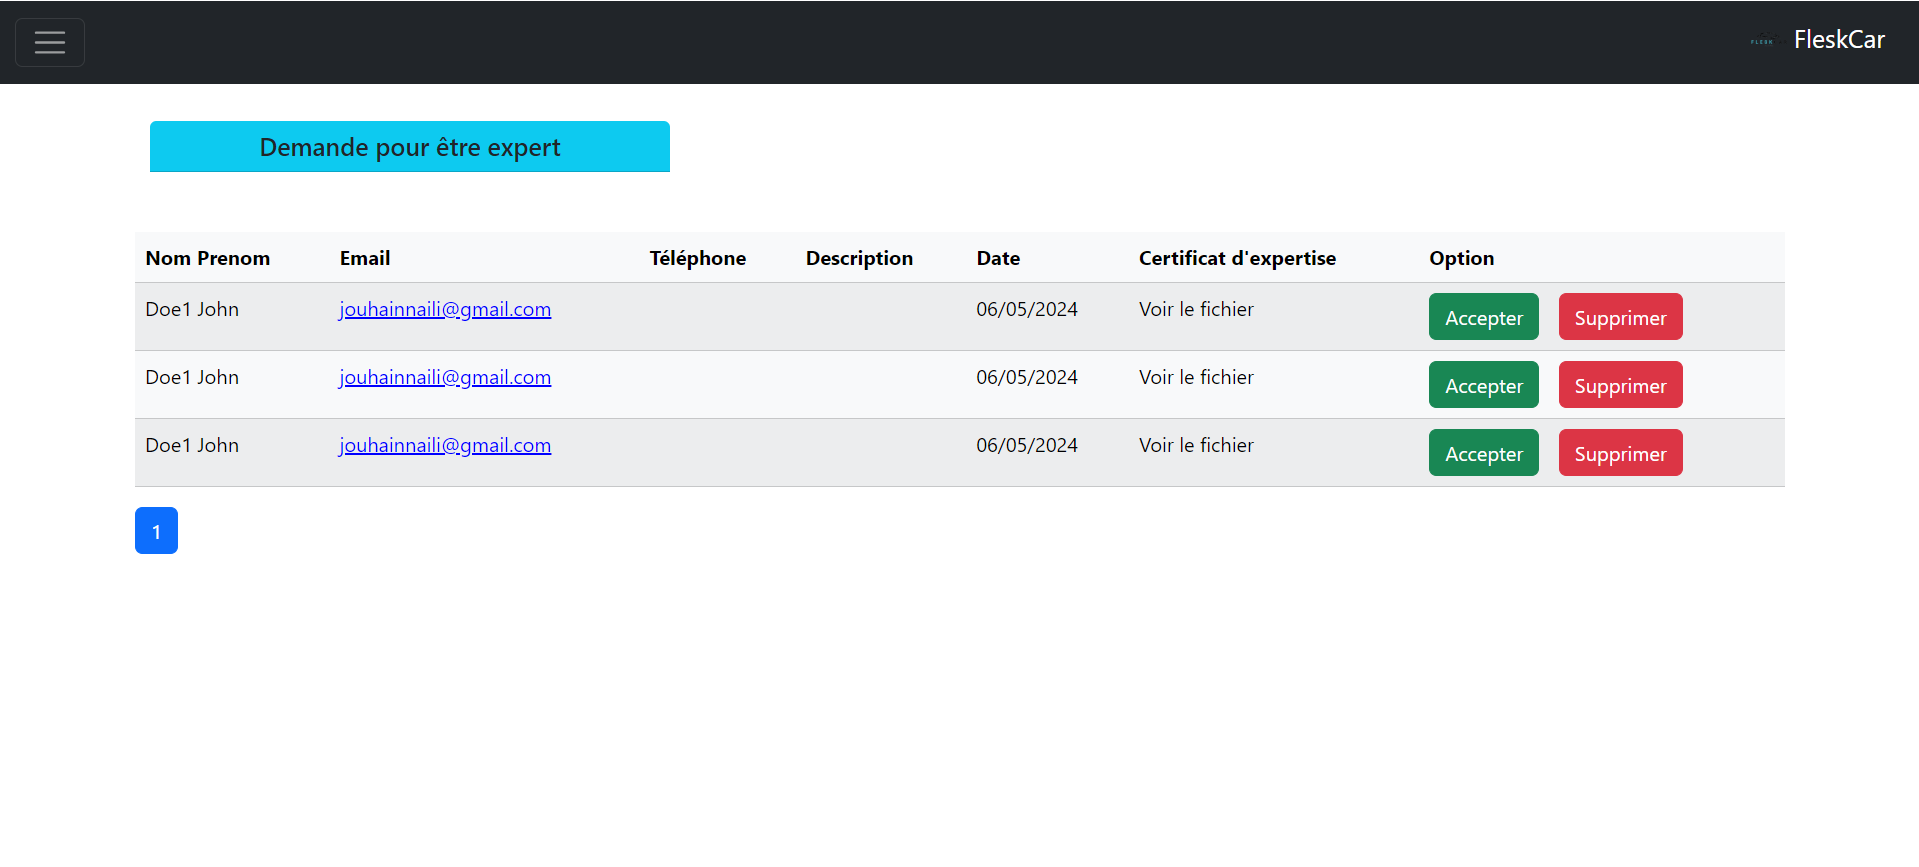 FLESK FleskCar
Demande pour être expert
Nom Prenom Email Téléphone Description Date Certificat d'expertise Option
Doe1 John jouhainnaili@gmail.com 06/05/2024 Voir le fichier Accepter Supprimer
Doe1 John jouhainnaili@gmail.com 06/05/2024 Voir le fichier Accepter Supprimer
Doe1 John jouhainnaili@gmail.com 06/05/2024 Voir le fichier Accepter Supprimer
1